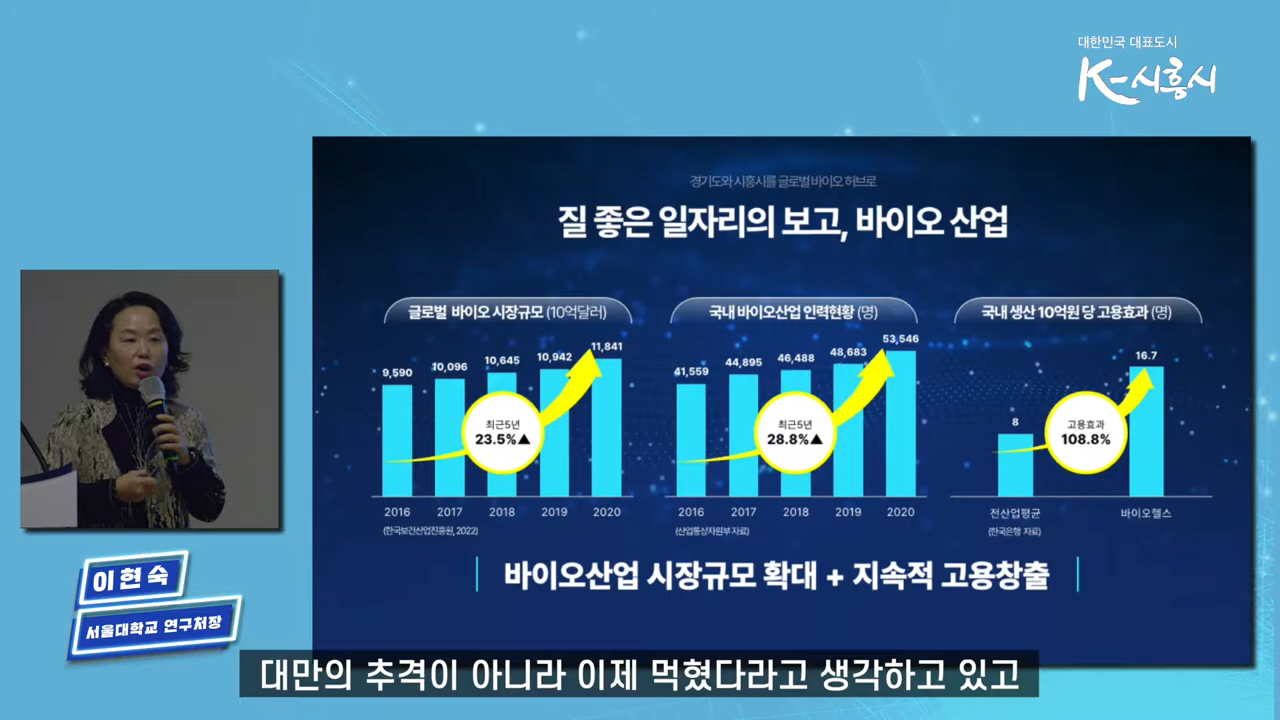 대한민국 대표도시
K-시흥시
경기도와 시흥시를 글로벌 바이오 허브로
질 좋은 일자리의 보고, 바이오 산업
글로벌 바이오 시장규모 (10억달러)
9,590
10,096
10,645
10,942
11,841
최근5년
23.5%▲
2016
2017
2018
2019
2020
(한국보건산업진흥원, 2022)
국내 바이오산업 인력현황 (명)
41,559
44,895
46,488
48,683
53,546
최근5년
28.8%▲
2016
2017
2018
2019
2020
(산업통상자원부 자료)
국내 생산 10억원 당 고용효과 (명)
8
16.7
고용효과
108.8%
전산업평균
바이오헬스
(한국은행 자료)
바이오산업 시장규모 확대 + 지속적 고용창출
이현숙
서울대학교 연구처장
대만의 추격이 아니라 이제 먹혔다라고 생각하고 있고